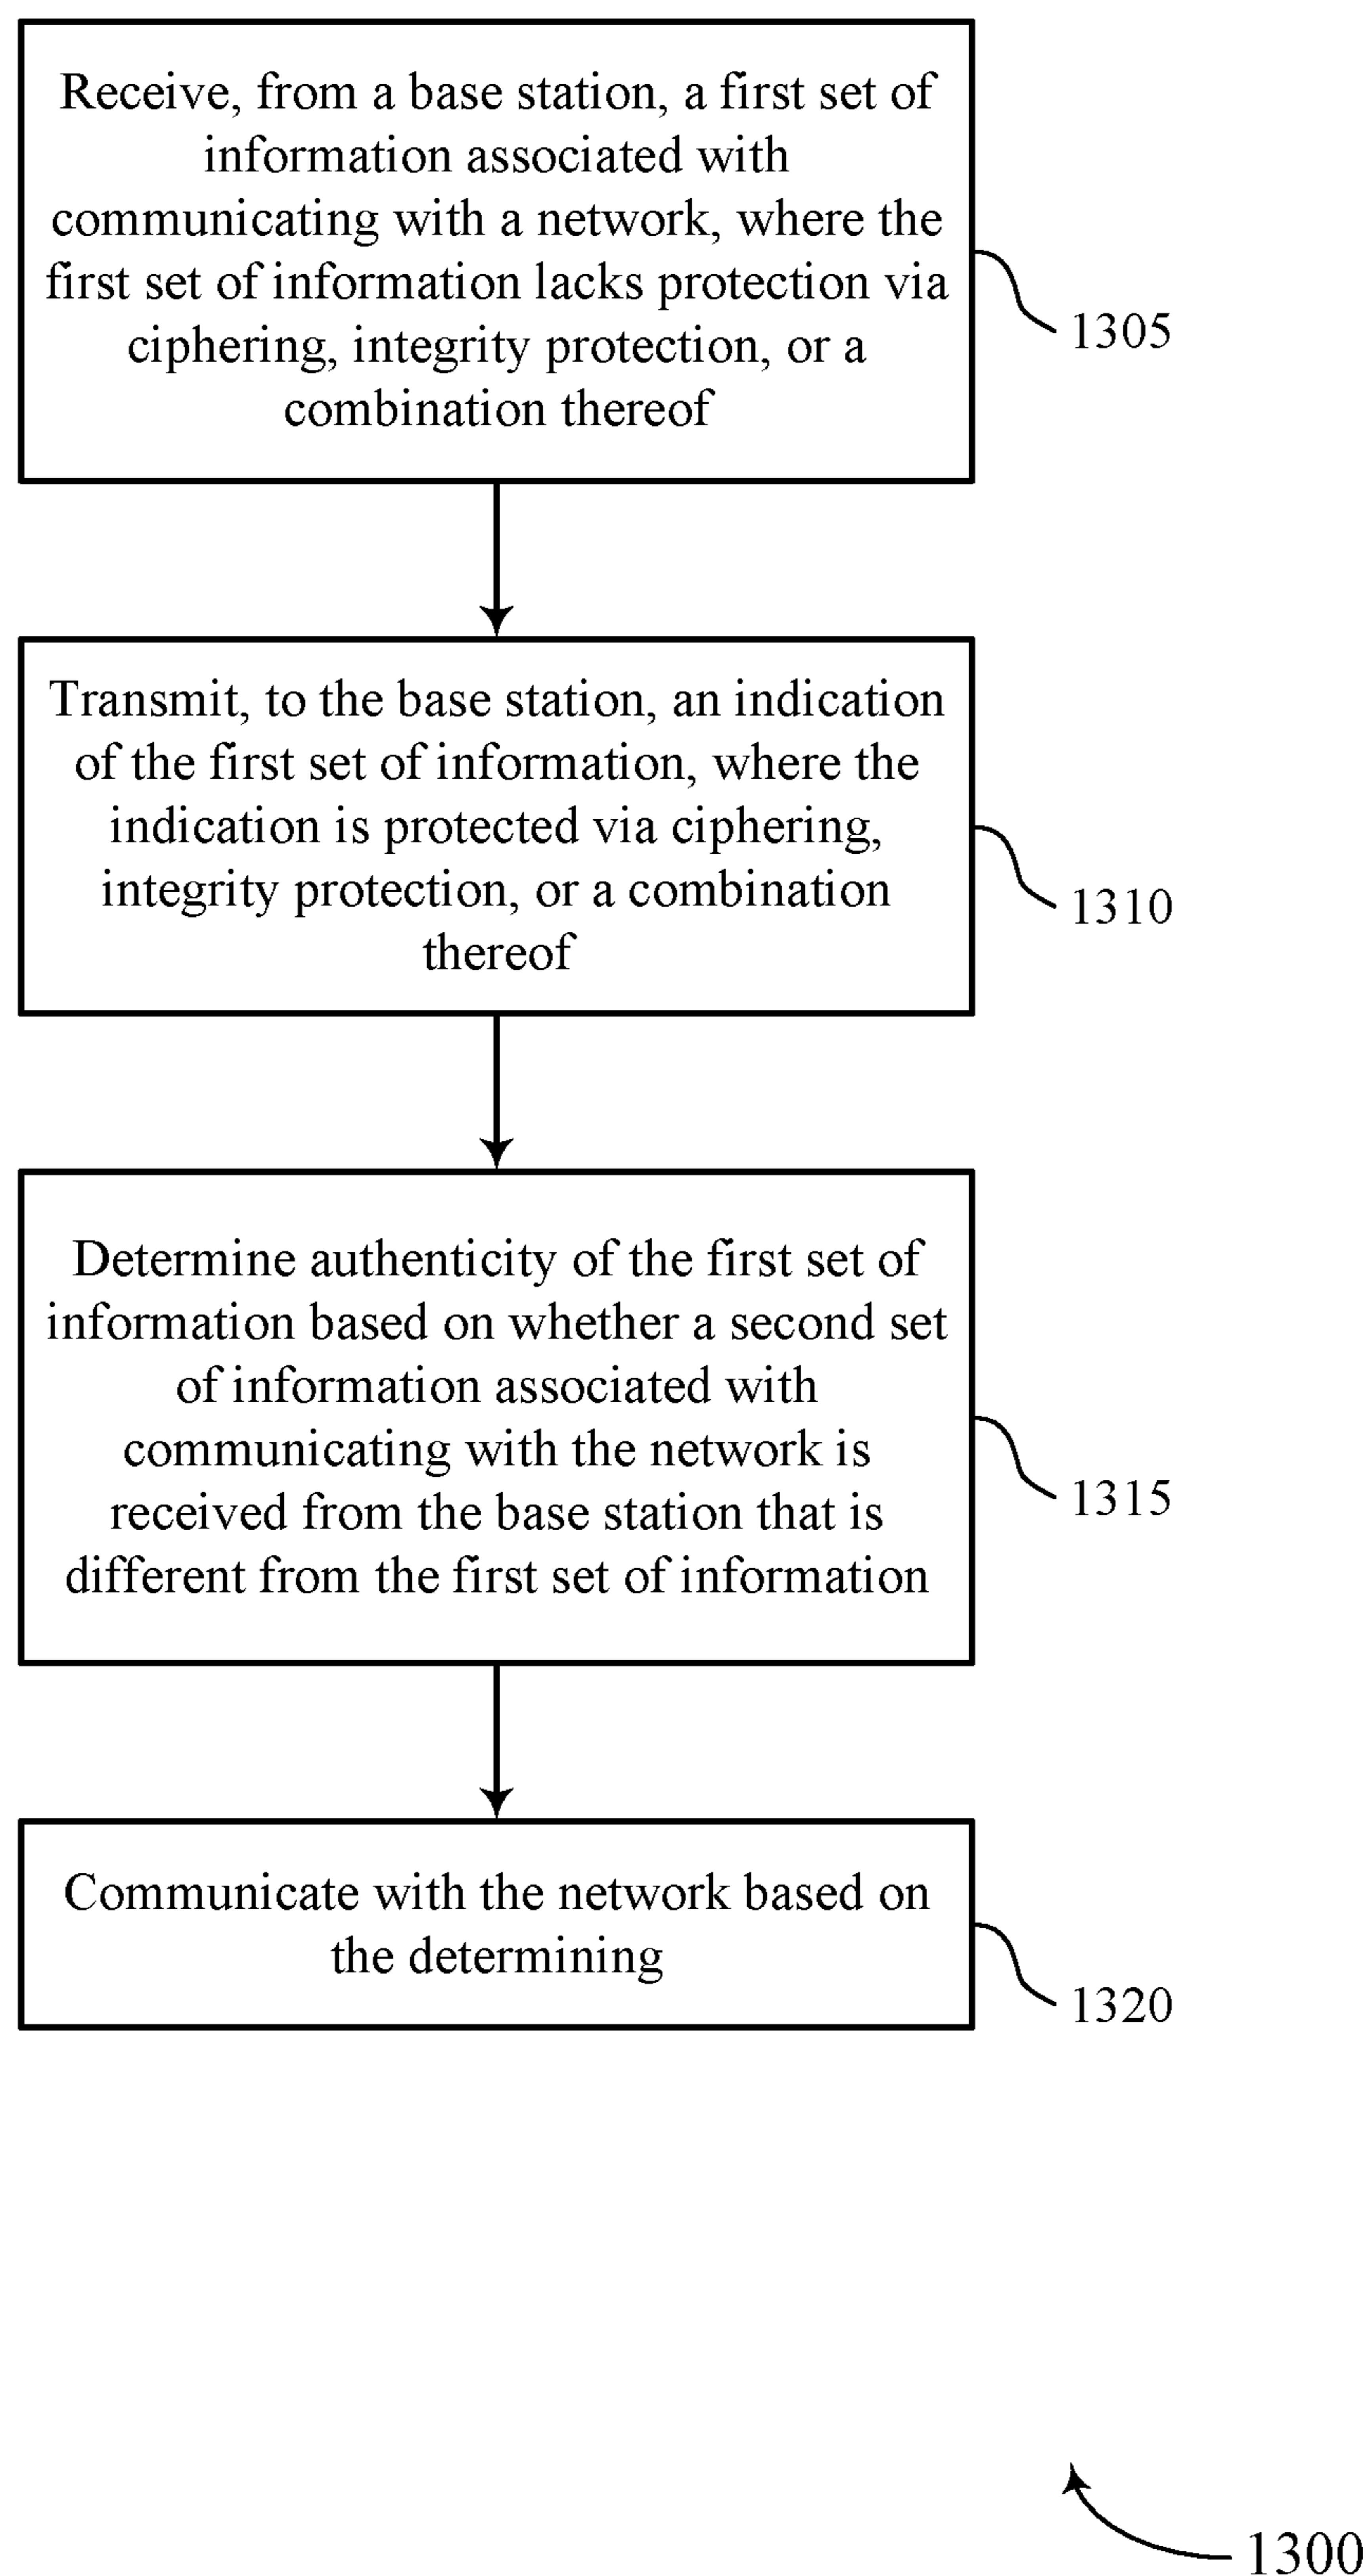 Receive, from a base station, a first set of
information associated with
communicating with a network, where the
first set of information lacks protection via
ciphering, integrity protection, or a
combination thereof
1305
Transmit, to the base station, an indication
of the first set of information, where the
indication is protected via ciphering,
integrity protection, or a combination
thereof
1310
Determine authenticity of the first set of
information based on whether a second set
of information associated with
communicating with the network is
received from the base station that is
different from the first set of information
1315
Communicate with the network based on
the determining
1320
1300